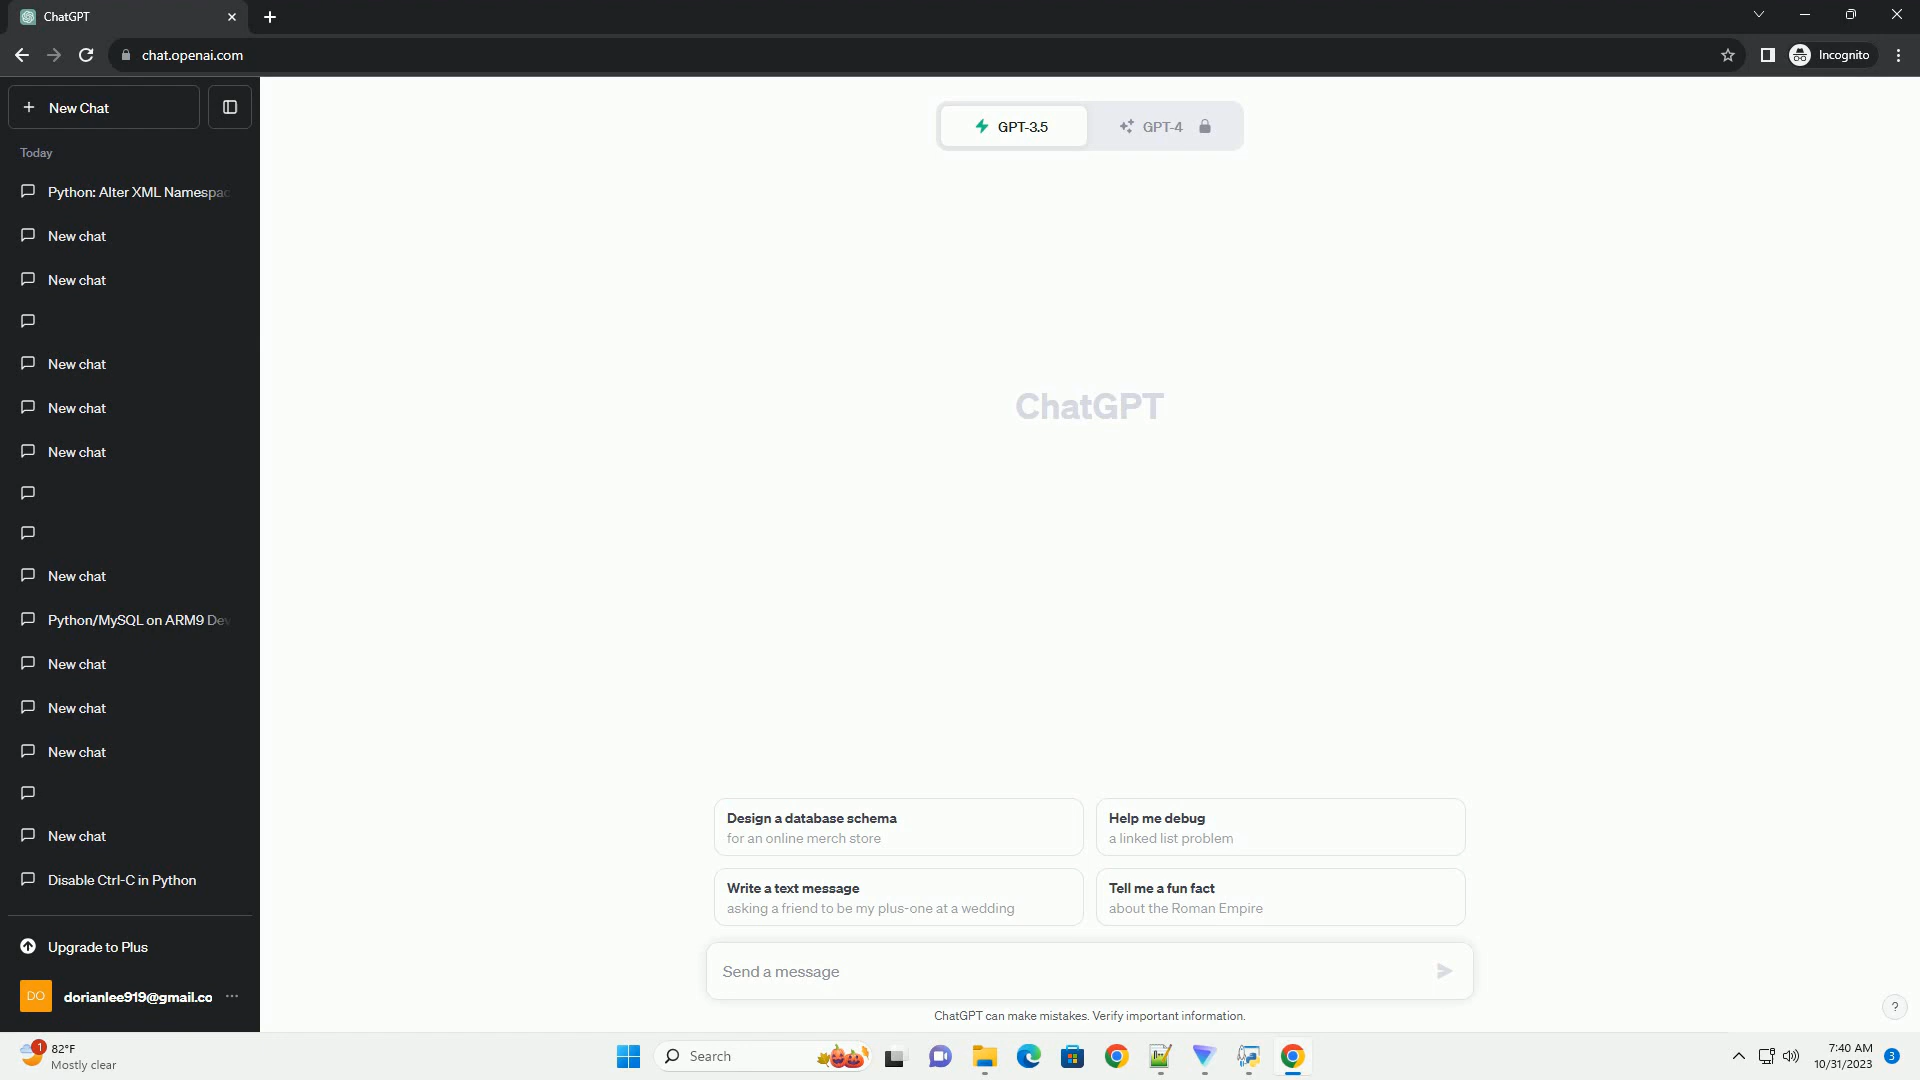 ChatGPT
chat.openai.com
Incognito
New Chat
Today
Python: Alter XML Namespac
New chat
New chat
New chat
New chat
New chat
New chat
Python/MySQL on ARM9 Dev
New chat
New chat
New chat
New chat
Disable Ctrl-C in Python
Upgrade to Plus
DO
dorianlee919@gmail.co
GPT-3.5
GPT-4
ChatGPT
Design a database schema
for an online merch store
Help me debug
a linked list problem
Write a text message
asking a friend to be my plus-one at a wedding
Tell me a fun fact
about the Roman Empire
Send a message
ChatGPT can make mistakes. Verify important information.
?
1
82°F
Mostly clear
Search
7:40 AM
10/31/2023
3